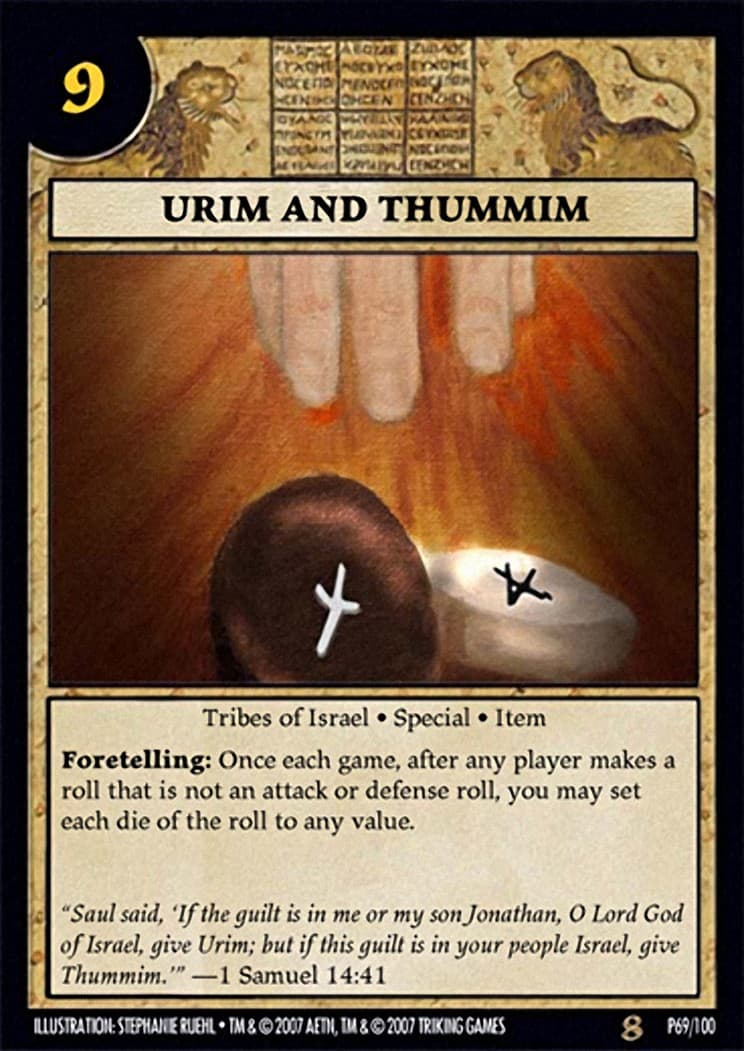 9
URIM AND THUMMIM
Tribes of Israel • Special • Item
Foretelling: Once each game, after any player makes a
roll that is not an attack or defense roll, you may set
each die of the roll to any value.
“Saul said, ‘If the guilt is in me or my son Jonathan, O Lord God
of Israel, give Urim; but if this guilt is in your people Israel, give
Thummim.’” —1 Samuel 14:41
ILLUSTRATION: STEPHANIE RUEHL • TM & © 2007 AETN, TM & © 2007 TRIKING GAMES
8 P69/100